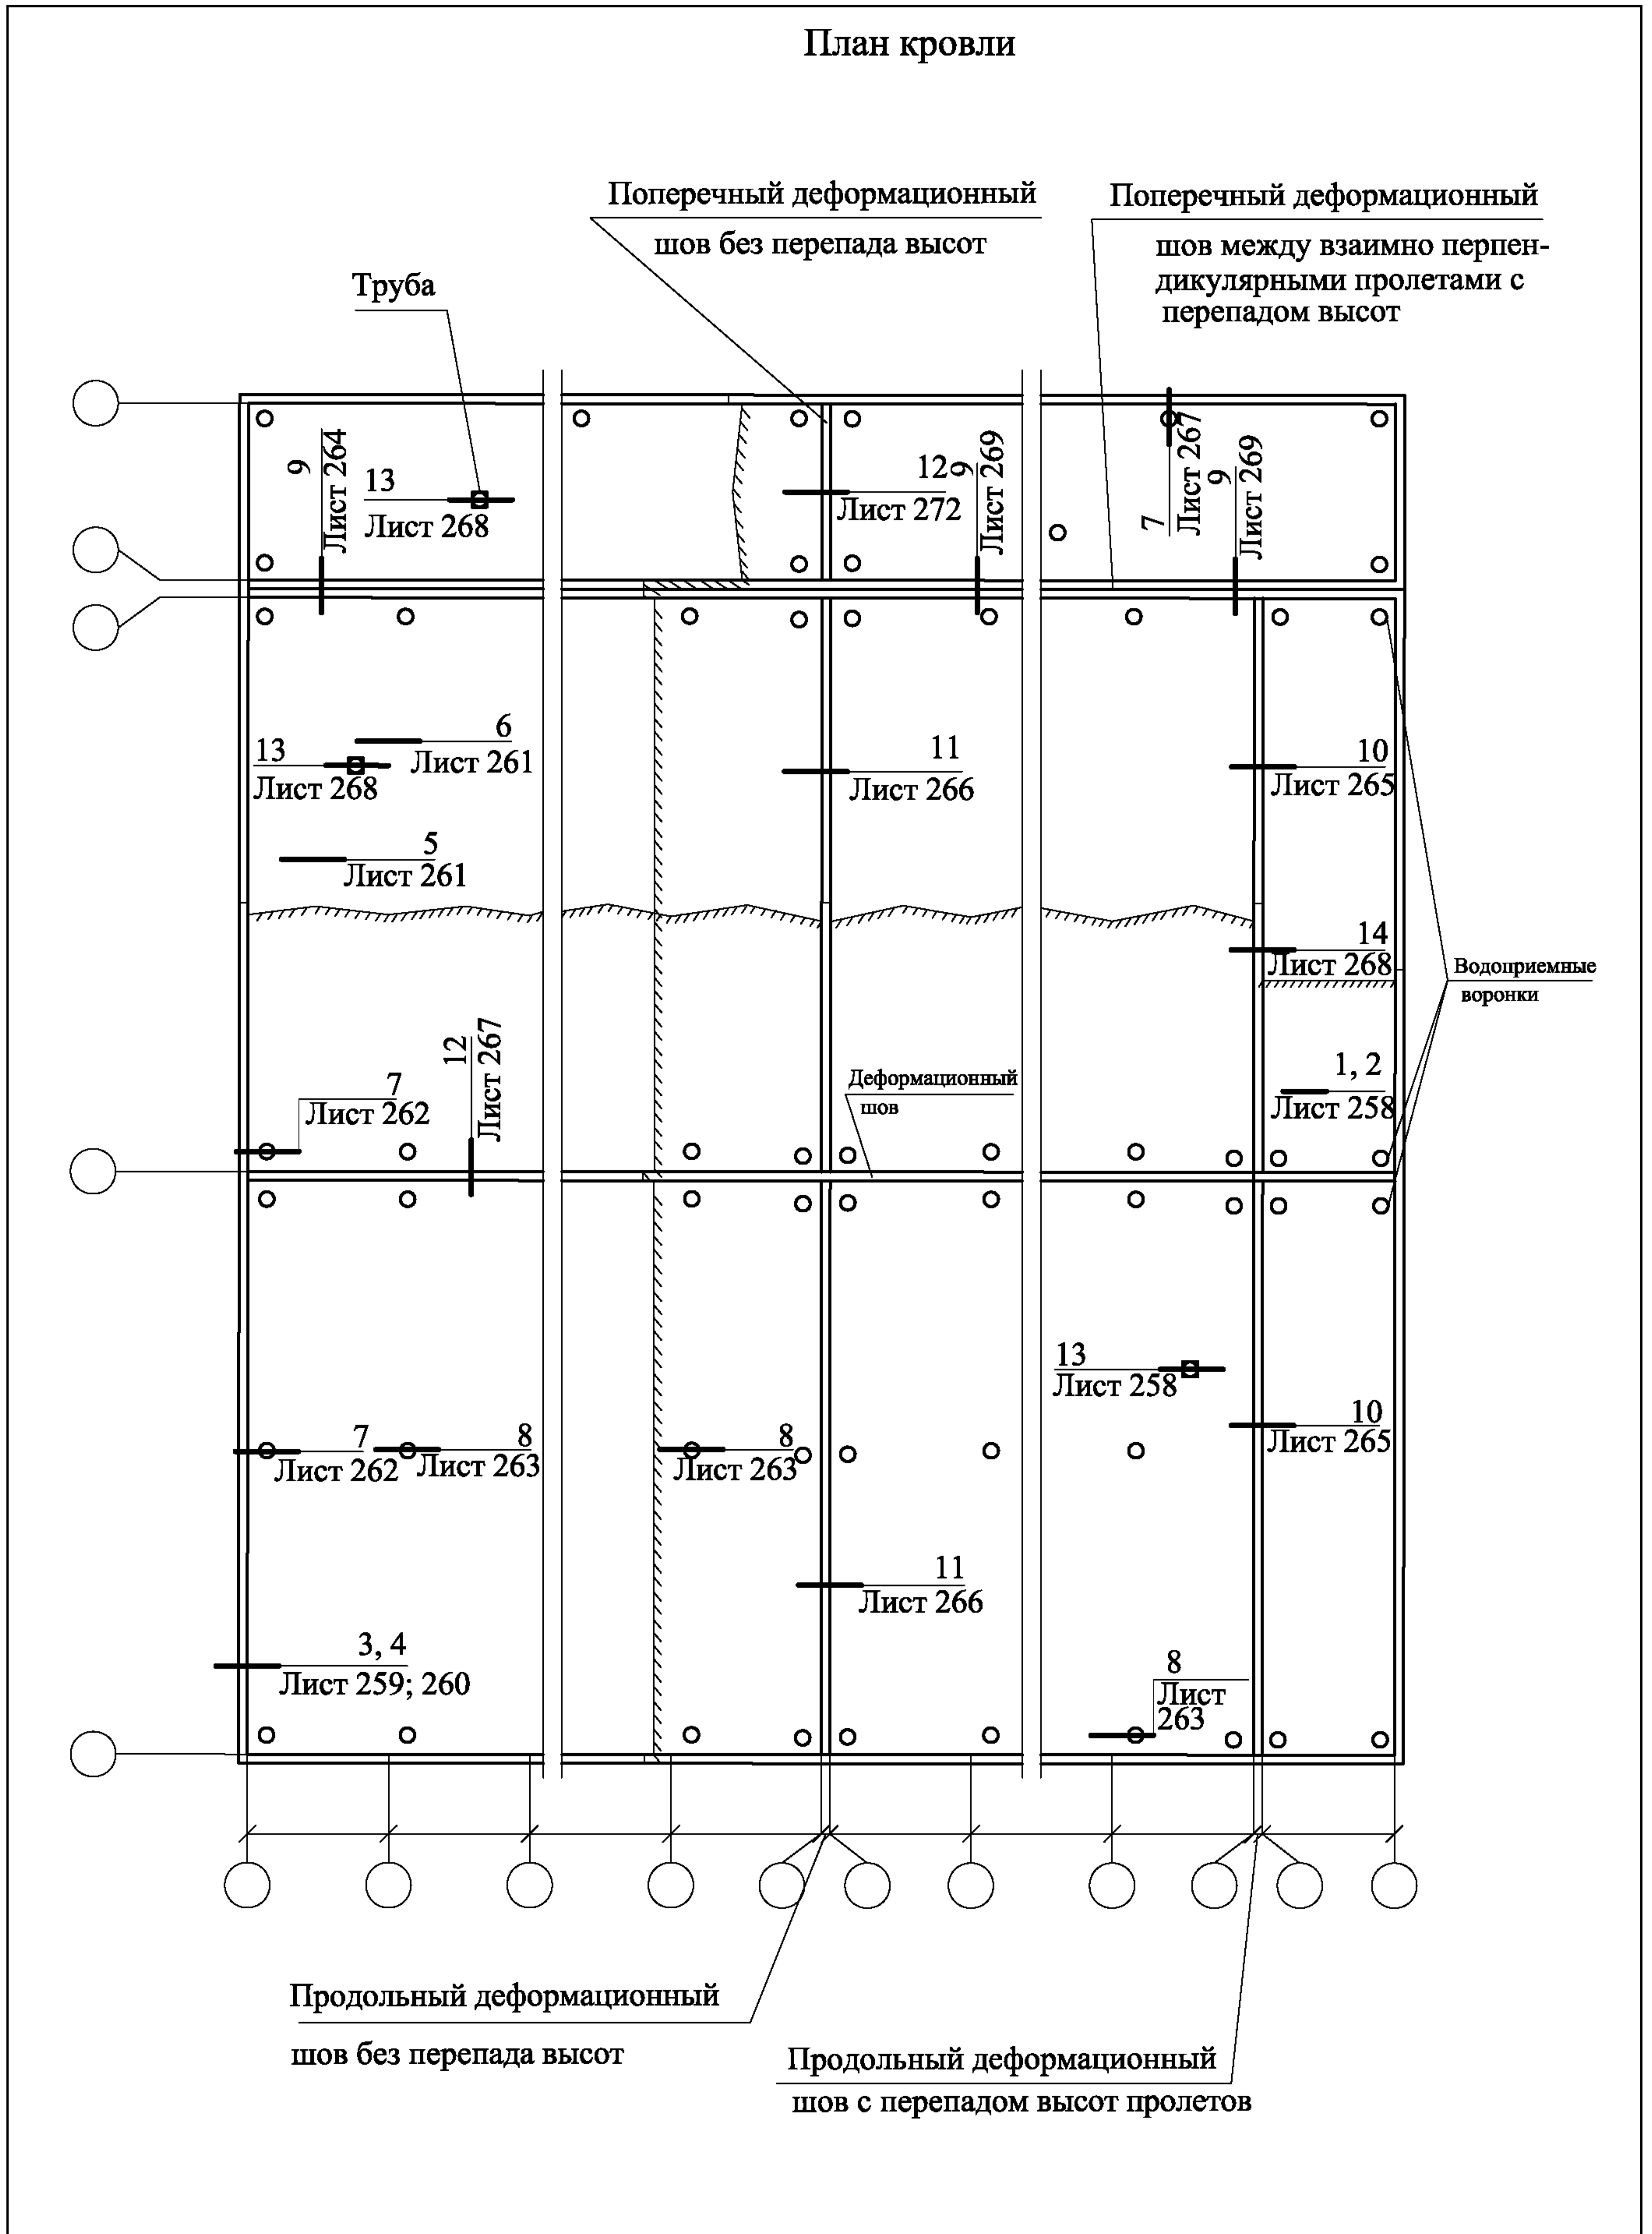 План кровли
Поперечный деформационный
шов без перепада высот
Поперечный деформационный
шов между взаимно перпен-
дикулярными пролетами с
перепадом высот
Труба
9
Лист 264
13
Лист 268
12
Лист 272
9
Лист 269
7
Лист 267
9
Лист 269
6
Лист 261
13
Лист 268
11
Лист 266
10
Лист 265
5
Лист 261
14
Лист 268
Водоприемные
воронки
12
Лист 267
7
Лист 262
Деформационный
шов
1, 2
Лист 258
13
Лист 258
10
Лист 265
7
Лист 262
8
Лист 263
8
Лист 263
11
Лист 266
3, 4
Лист 259; 260
8
Лист
263
Продольный деформационный
шов без перепада высот
Продольный деформационный
шов с перепадом высот пролетов